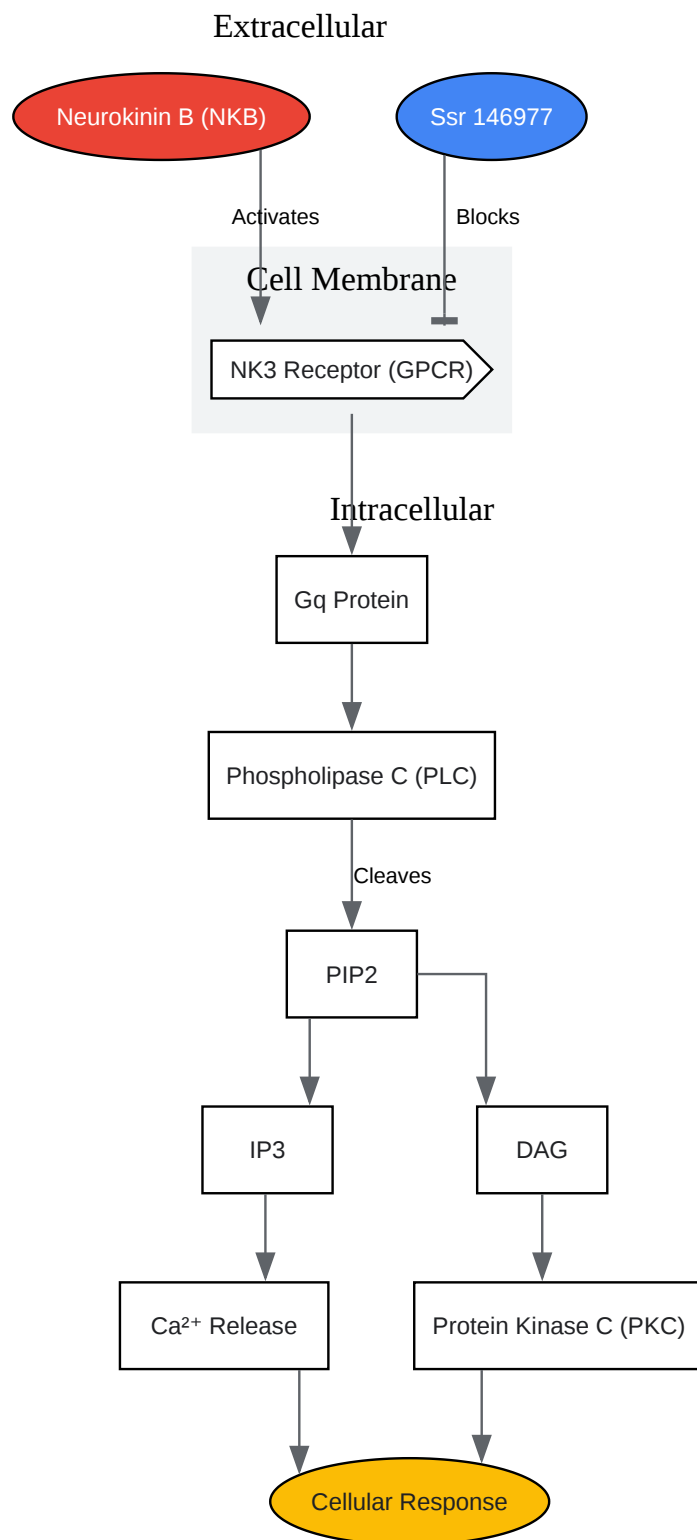 Extracellular
Neurokinin B (NKB)
Ssr 146977
Activates
Blocks
Cell Membrane
NK3 Receptor (GPCR)
Intracellular
Gq Protein
Phospholipase C (PLC)
Cleaves
PIP2
IP3
DAG
Ca²⁺ Release
Protein Kinase C (PKC)
Cellular Response